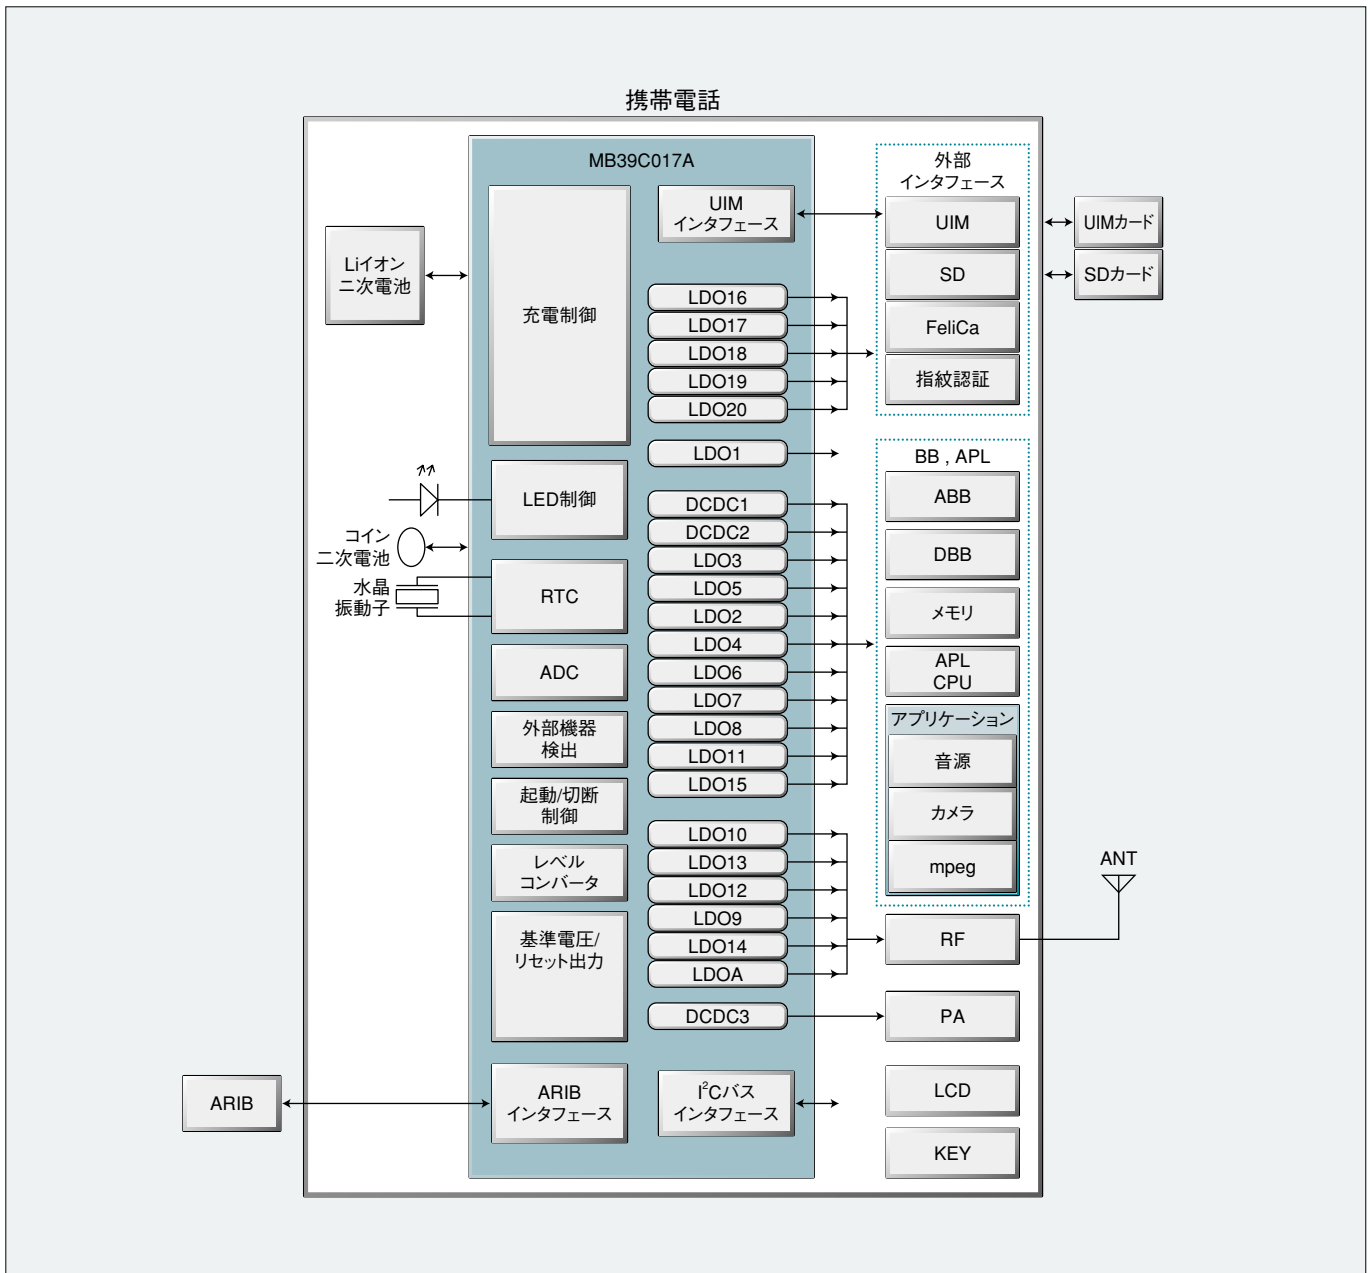 携帯電話
MB39C017A
Liイオン
二次電池
充電制御
UIM
インタフェース
LDO16
LDO17
LDO18
LDO19
LDO20
LDO1
外部
インタフェース
UIM
SD
FeliCa
指紋認証
UIMカード
SDカード
LED制御
コイン
二次電池
水晶
振動子
RTC
ADC
外部機器
検出
起動/切断
制御
レベル
コンバータ
基準電圧/
リセット出力
DCDC1
DCDC2
LDO3
LDO5
LDO2
LDO4
LDO6
LDO7
LDO8
LDO11
LDO15
LDO10
LDO13
LDO12
LDO9
LDO14
LDOA
DCDC3
BB , APL
ABB
DBB
メモリ
APL
CPU
アプリケーション
音源
カメラ
mpeg
ANT
RF
PA
LCD
KEY
ARIB
ARIB
インタフェース
I²Cバス
インタフェース